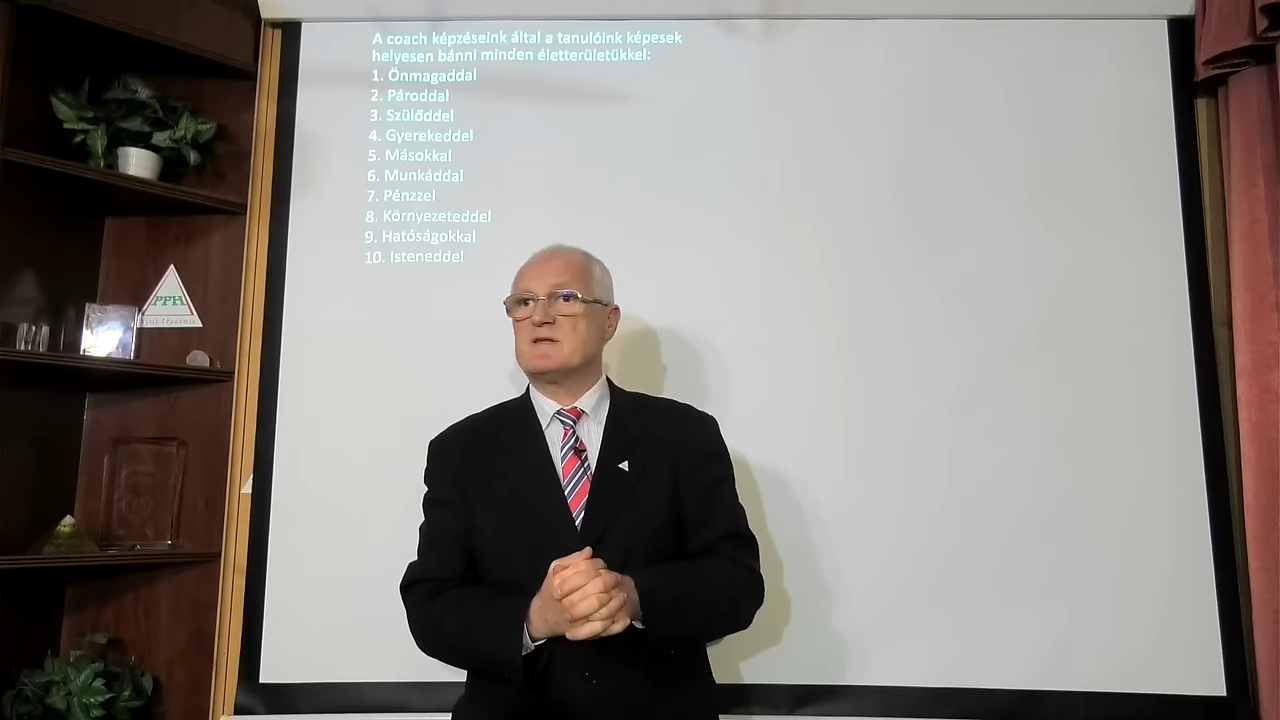 A coach képzéseink által a tanulóink képesek
helyesen bánni minden életterületükkel:
1. Önmagaddal
2. Pároddal
3. Szülőddel
4. Gyerekeddel
5. Másokkal
6. Munkáddal
7. Pénzzel
8. Környezeteddel
9. Hatóságokkal
10. Isteneddel
PPH